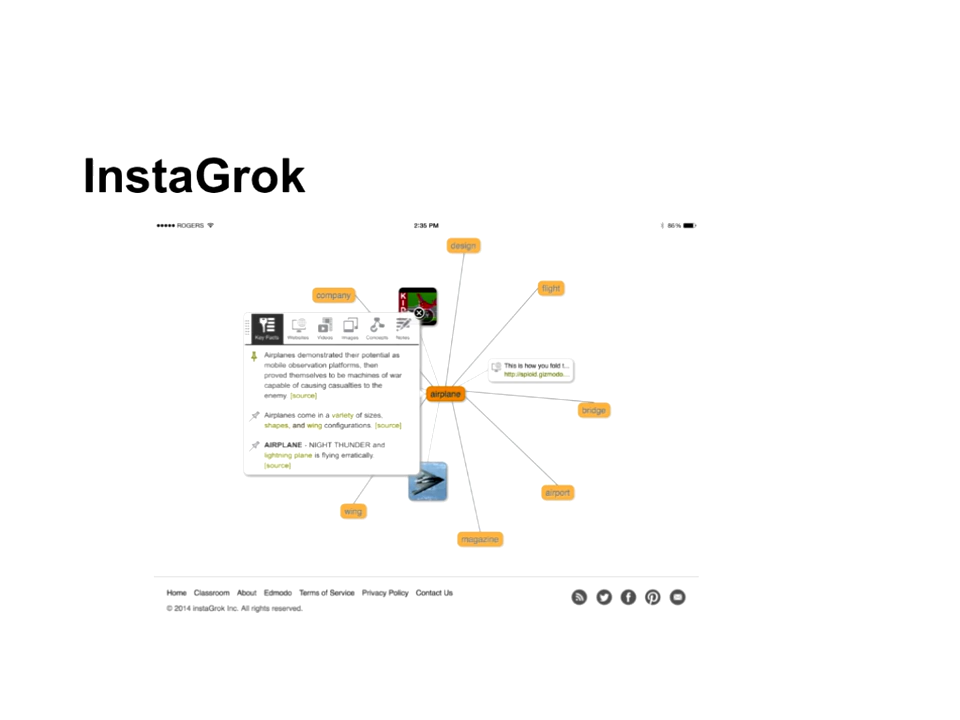 InstaGrok
ROGERS 2:35 PM 86%
design
flight
company
KID
Key Facts Websites Videos Images Concepts Notes
Airplanes demonstrated their potential as
mobile observation platforms, then
proved themselves to be machines of war
capable of causing casualties to the
enemy. [source]
This is how you fold t...
http://sploid.gizmodo...
airplane
bridge
Airplanes come in a variety of sizes,
shapes, and wing configurations. [source]
AIRPLANE - NIGHT THUNDER and
lightning plane is flying erratically.
[source]
airport
wing
magazine
Home Classroom About Edmodo Terms of Service Privacy Policy Contact Us
© 2014 instaGrok Inc. All rights reserved.